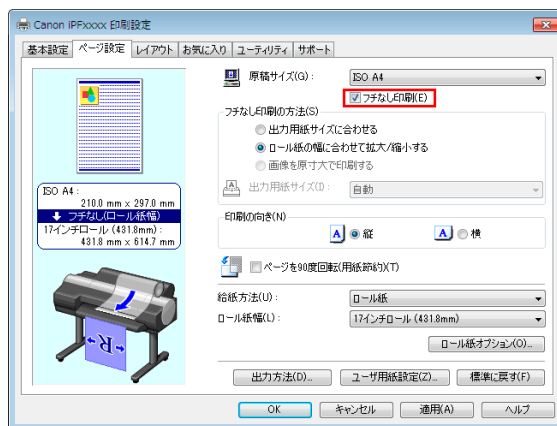 Canon iPFxxxx 印刷設定
基本設定 ページ設定 レイアウト お気に入り ユーティリティ サポート
原稿サイズ(G): ISO A4
フチなし印刷(E)
フチなし印刷の方法(S)
出力用紙サイズに合わせる
ロール紙の幅に合わせて拡大/縮小する
画像を原寸大で印刷する
出力用紙サイズ(I): 自動
ISO A4 :
210.0 mm × 297.0 mm
フチなし(ロール紙幅)
17インチロール (431.8mm) :
431.8 mm × 614.7 mm
印刷の向き(N)
A 縦 A 横
ページを90度回転(用紙節約)(T)
給紙方法(U): ロール紙
ロール紙幅(L): 17インチロール (431.8mm)
ロール紙オプション(O)...
R
出力方法(D)... ユーザ用紙設定(Z)... 標準に戻す(F)
OK キャンセル 適用(A) ヘルプ